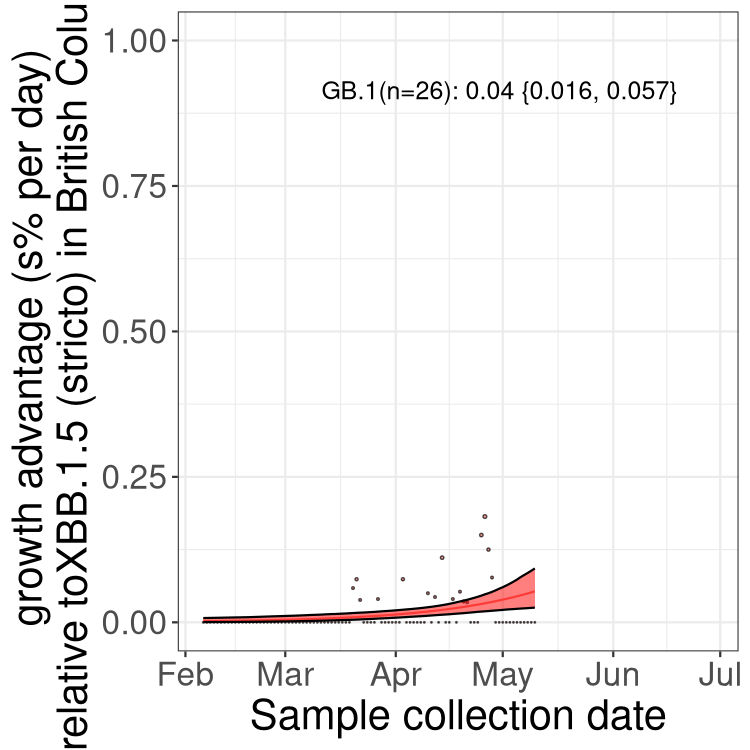 growth advantage (s% per day)
relative toXBB.1.5 (stricto) in British Colu
1.00
0.75
0.50
0.25
0.00
GB.1(n=26): 0.04 {0.016, 0.057}
Feb Mar Apr May Jun Jul
Sample collection date